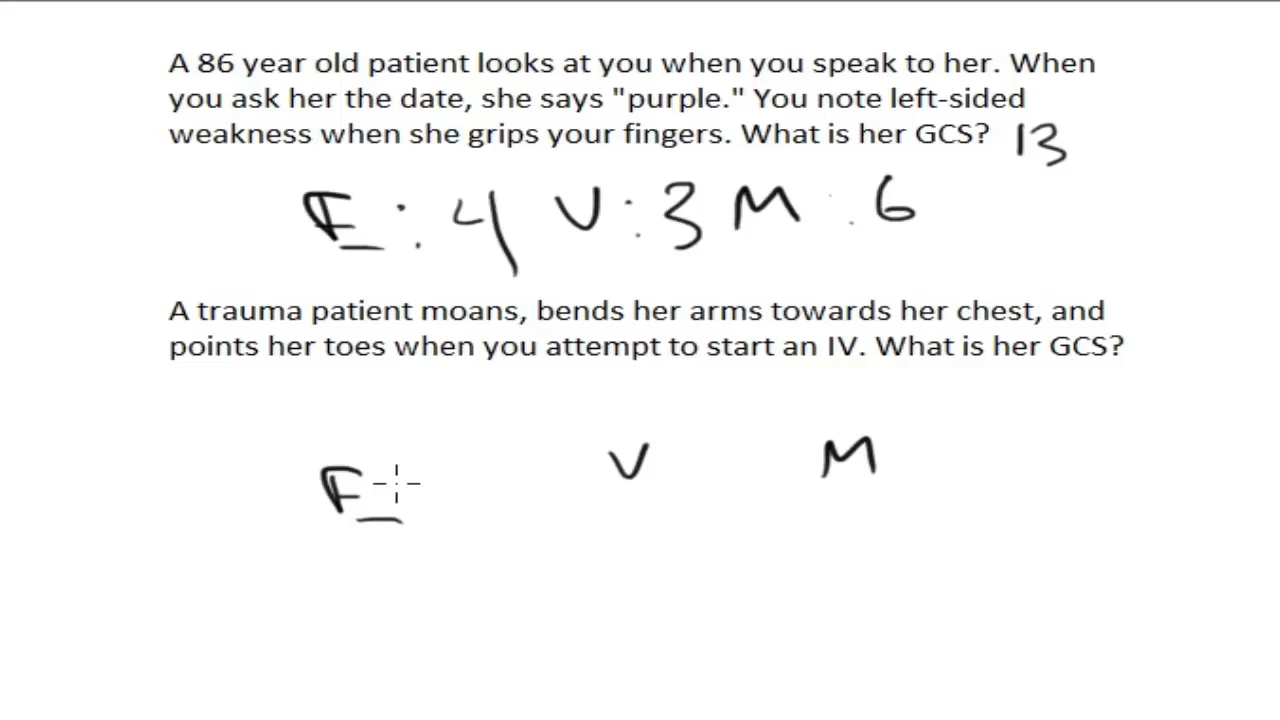 A 86 year old patient looks at you when you speak to her. When
you ask her the date, she says "purple." You note left-sided
weakness when she grips your fingers. What is her GCS? 13
E: 4 V: 3 M: 6
A trauma patient moans, bends her arms towards her chest, and
points her toes when you attempt to start an IV. What is her GCS?
E V M